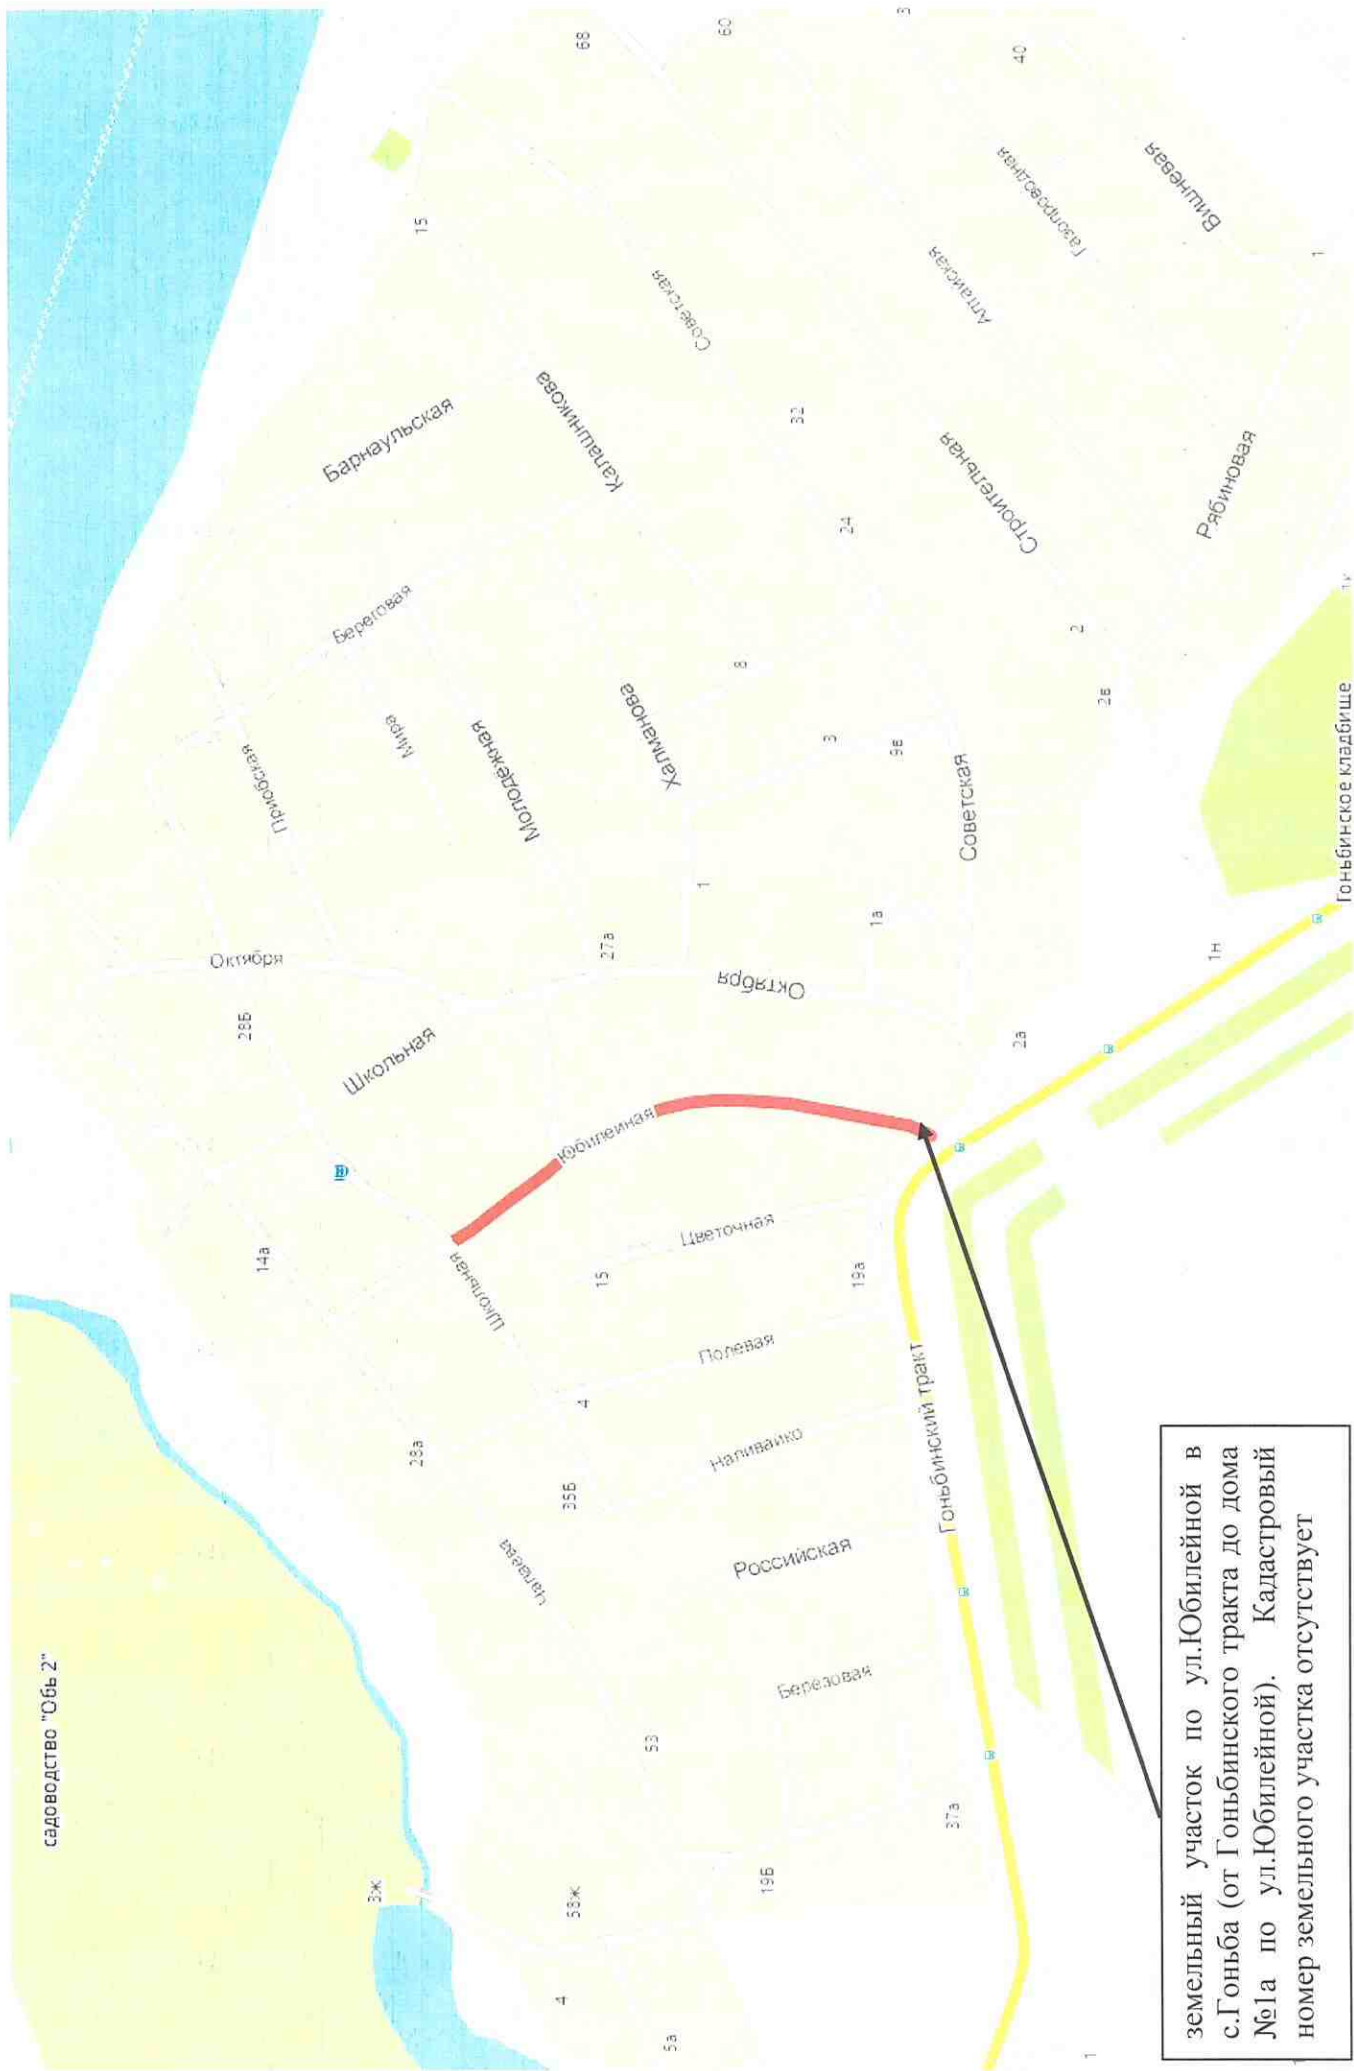 садоводство "Обь 2"
3ж
4
58ж
5а
53
19Б
37а
1
Чапаева
35Б
28а
4
Березовая
Российская
Наливайко
Полевая
Гоньбинский тракт
14а
15
19а
Цветочная
Школьная
Юбилейная
Школьная
28Б
Октября
27а
1
Октября
1а
2а
1н
Приобская
Мира
Молодежная
Халманова
Береговая
8
3
9в
Советская
Гоньбинское кладбище
2в
2
Барнаульская
Калашникова
24
32
Строительная
Рябиновая
15
Советская
Алтайская
Газопроводная
Вишневая
1
68
60
3
40
земельный участок по ул.Юбилейной в
с.Гоньба (от Гоньбинского тракта до дома
№1а по ул.Юбилейной). Кадастровый
номер земельного участка отсутствует